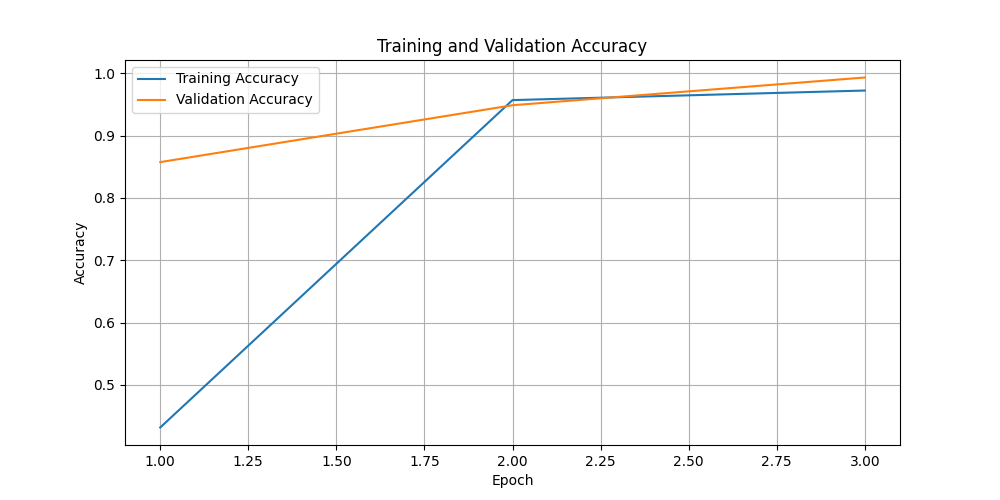 Training and Validation Accuracy
Training Accuracy
Validation Accuracy
1.0
0.9
0.8
0.7
0.6
0.5
Accuracy
1.00 1.25 1.50 1.75 2.00 2.25 2.50 2.75 3.00
Epoch